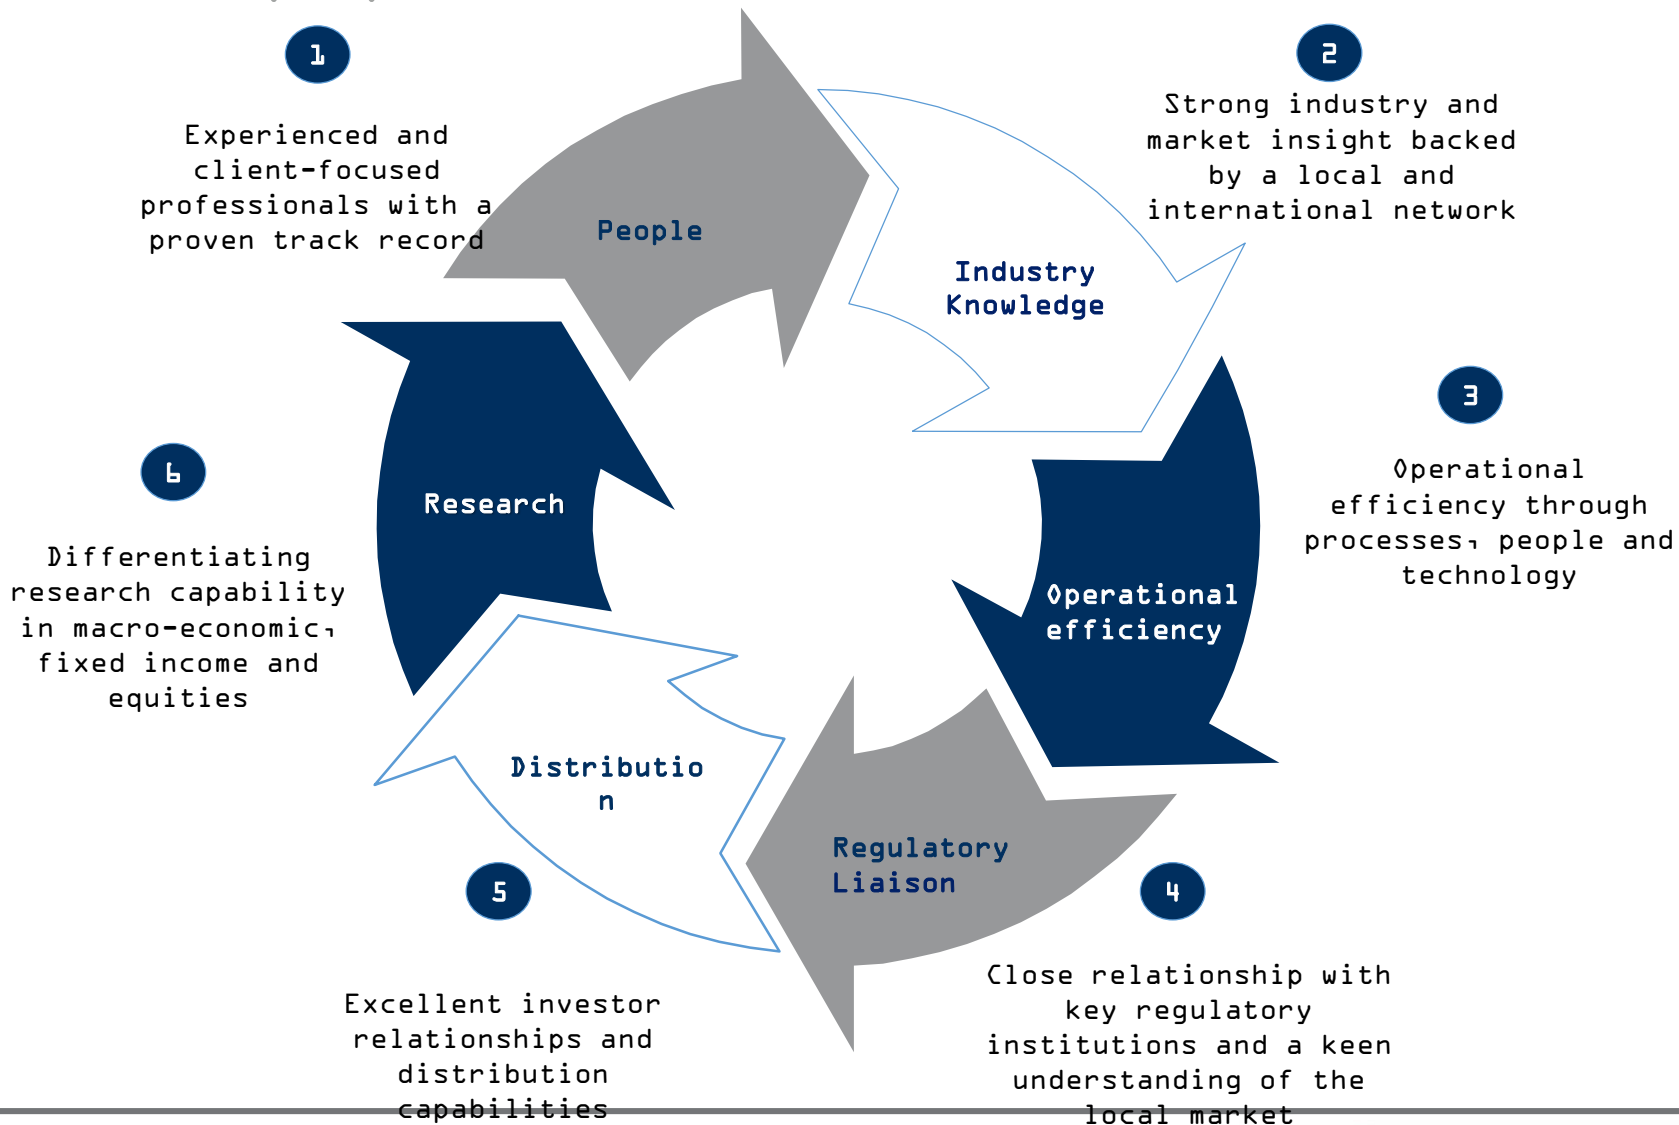 1
Experienced and
client-focused
professionals with a
proven track record
People
2
Strong industry and
market insight backed
by a local and
international network
Industry
Knowledge
3
Operational
efficiency through
processes, people and
technology
Operational
efficiency
4
Close relationship with
key regulatory
institutions and a keen
understanding of the
local market
Regulatory
Liaison
5
Excellent investor
relationships and
distribution
capabilities
Distributio
n
6
Differentiating
research capability
in macro-economic,
fixed income and
equities
Research